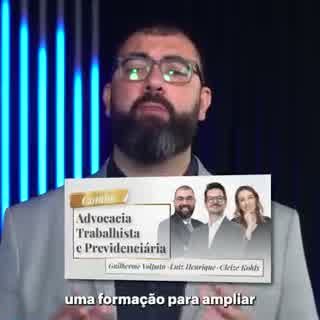 Combo
Advocacia
Trabalhista
e Previdenciária
Guilherme Volpato · Luiz Henrique · Cleize Kohls
uma formação para ampliar